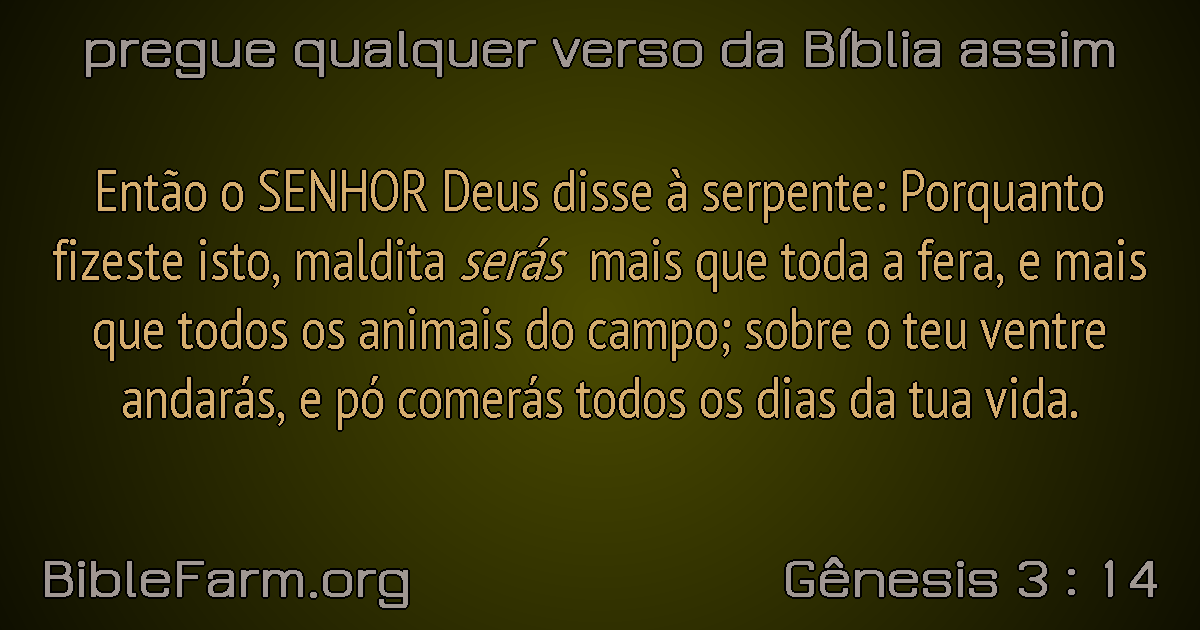 pregue qualquer verso da Bíblia assim
Então o SENHOR Deus disse à serpente: Porquanto
fizeste isto, maldita serás mais que toda a fera, e mais
que todos os animais do campo; sobre o teu ventre
andarás, e pó comerás todos os dias da tua vida.
BibleFarm.org
Gênesis 3 : 14